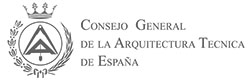 Consejo General
de la Arquitectura Tecnica
de España